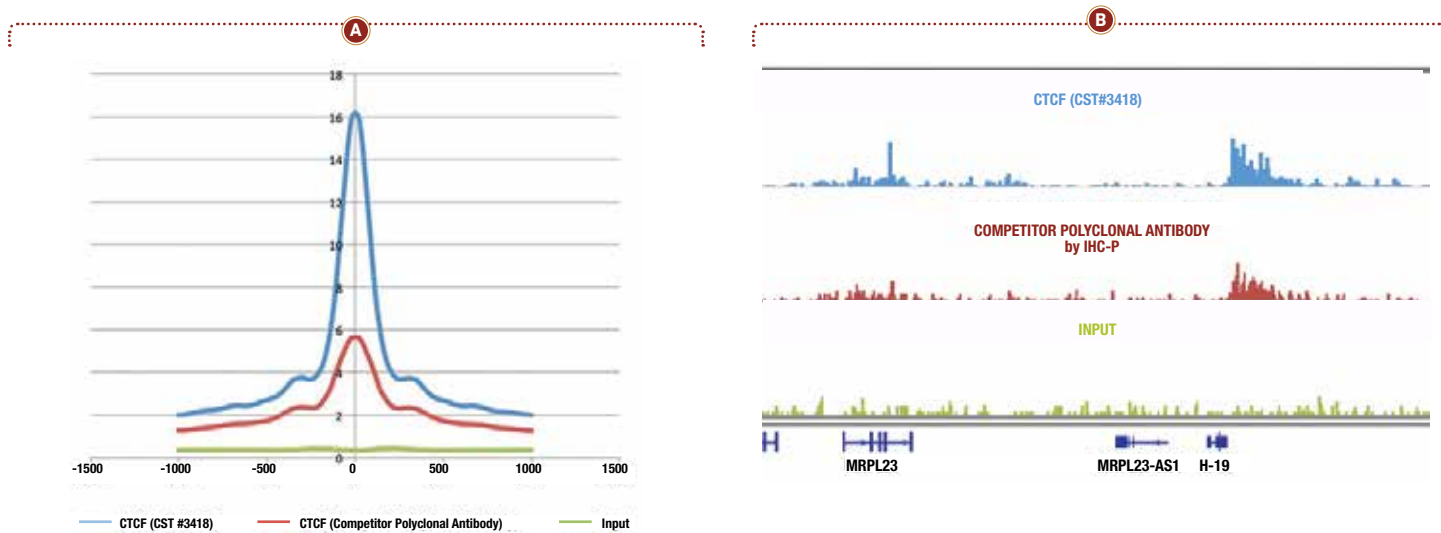 A
18
16
14
12
10
8
6
4
2
0
-1500 -1000 -500 0 500 1000 1500
CTCF (CST #3418) CTCF (Competitor Polyclonal Antibody) Input
B
CTCF (CST#3418)
COMPETITOR POLYCLONAL ANTIBODY
by IHC-P
INPUT
MRPL23 MRPL23-AS1 H-19